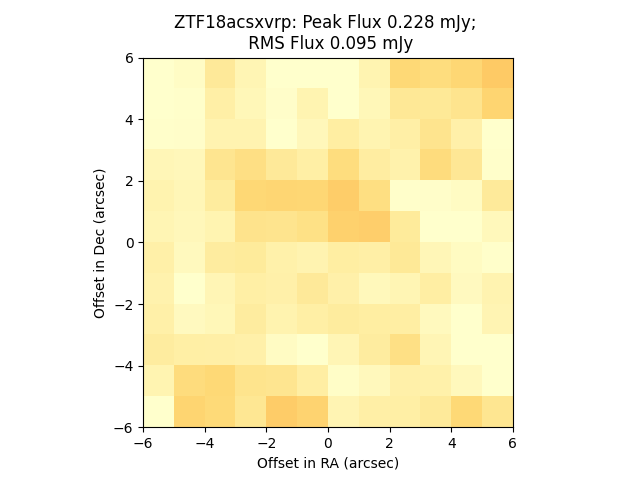 ZTF18acsxvrp: Peak Flux 0.228 mJy;
RMS Flux 0.095 mJy
6
4
2
0
−2
−4
−6
Offset in Dec (arcsec)
−6 −4 −2 0 2 4 6
Offset in RA (arcsec)